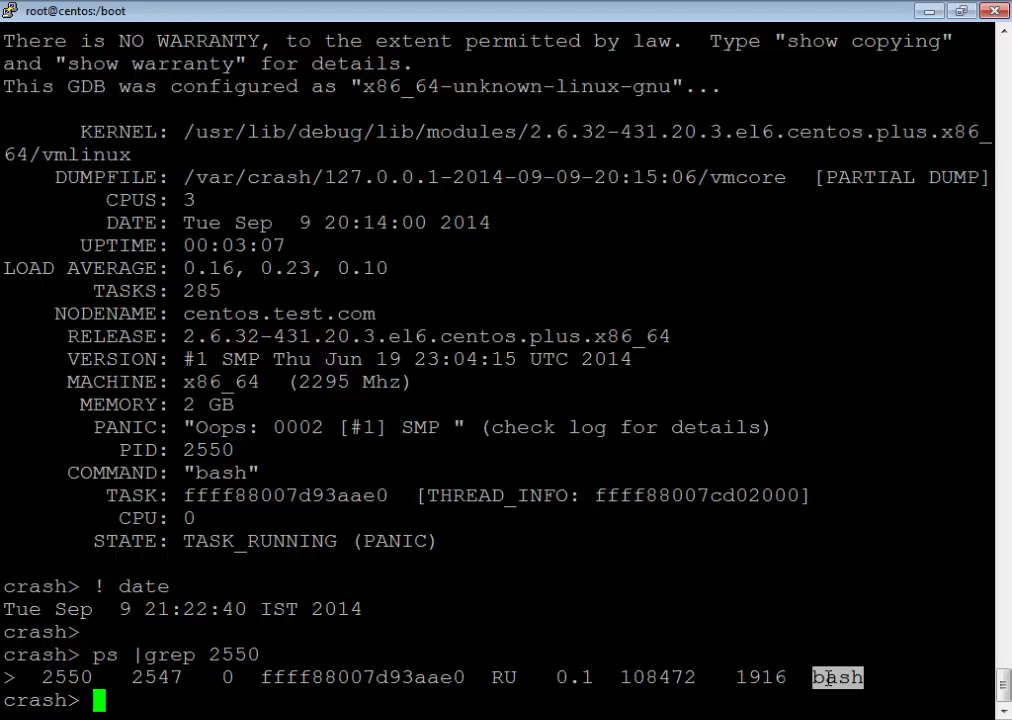 root@centos:/boot
There is NO WARRANTY, to the extent permitted by law.  Type "show copying"
and "show warranty" for details.
This GDB was configured as "x86_64-unknown-linux-gnu"...
KERNEL: /usr/lib/debug/lib/modules/2.6.32-431.20.3.el6.centos.plus.x86_
64/vmlinux
DUMPFILE: /var/crash/127.0.0.1-2014-09-09-20:15:06/vmcore  [PARTIAL DUMP]
CPUS: 3
DATE: Tue Sep  9 20:14:00 2014
UPTIME: 00:03:07
LOAD AVERAGE: 0.16, 0.23, 0.10
TASKS: 285
NODENAME: centos.test.com
RELEASE: 2.6.32-431.20.3.el6.centos.plus.x86_64
VERSION: #1 SMP Thu Jun 19 23:04:15 UTC 2014
MACHINE: x86_64  (2295 Mhz)
MEMORY: 2 GB
PANIC: "Oops: 0002 [#1] SMP " (check log for details)
PID: 2550
COMMAND: "bash"
TASK: ffff88007d93aae0  [THREAD_INFO: ffff88007cd02000]
CPU: 0
STATE: TASK_RUNNING (PANIC)
crash> ! date
Tue Sep  9 21:22:40 IST 2014
crash>
crash> ps |grep 2550
>  2550   2547   0  ffff88007d93aae0  RU   0.1  108472   1916  bash
crash>